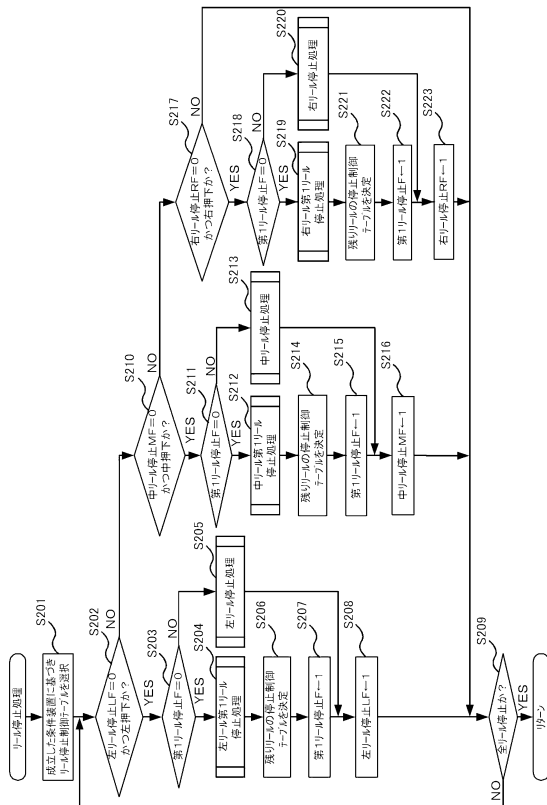 リール停止処理
S201
成立した条件装置に基づき
リール停止制御テーブルを選択
S202
左リール停止LF=0
かつ左押下か?
NO
YES
S203
第1リール停止F=0
NO
YES
S204
左リール第1リール
停止処理
S205
左リール停止処理
S206
残りリールの停止制御
テーブルを決定
S207
第1リール停止F←1
S208
左リール停止LF←1
S210
中リール停止MF=0
かつ中押下か?
NO
YES
S211
第1リール停止F=0
NO
YES
S212
中リール第1リール
停止処理
S213
中リール停止処理
S214
残りリールの停止制御
テーブルを決定
S215
第1リール停止F←1
S216
中リール停止MF←1
S217
右リール停止RF=0
かつ右押下か?
NO
YES
S218
第1リール停止F=0
NO
YES
S219
右リール第1リール
停止処理
S220
右リール停止処理
S221
残りリールの停止制御
テーブルを決定
S222
第1リール停止F←1
S223
右リール停止RF←1
S209
全リール停止か?
NO
YES
リターン